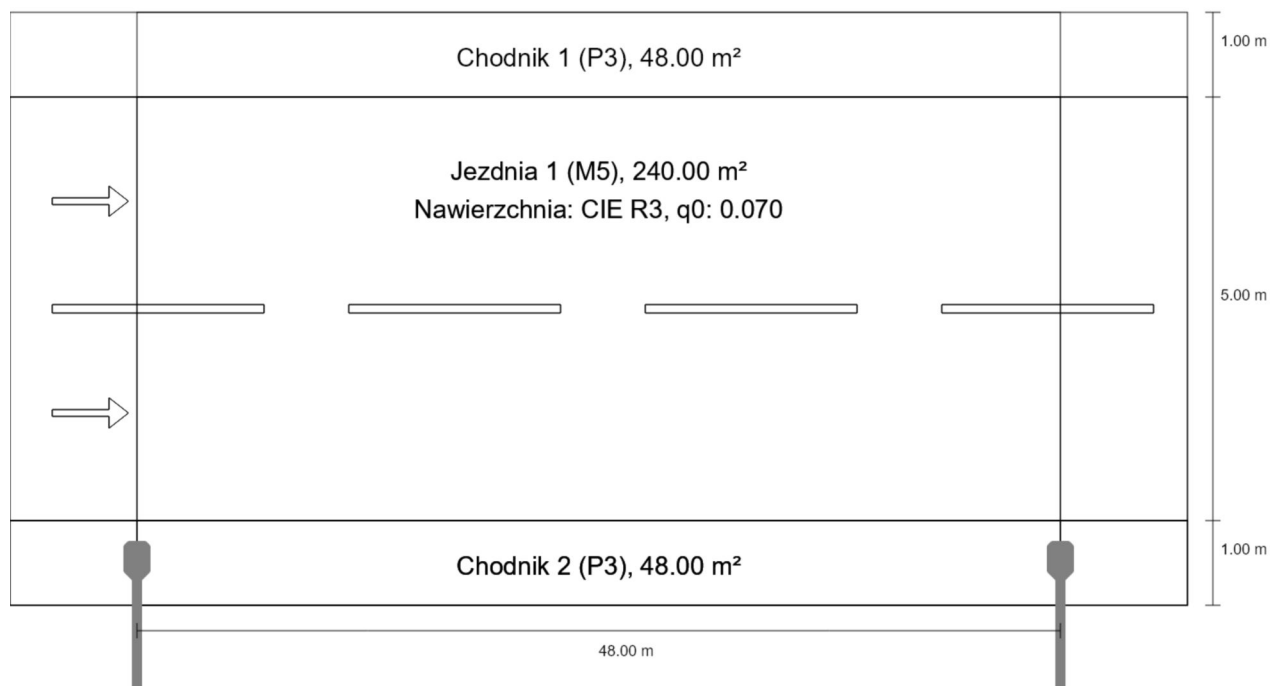 Chodnik 1 (P3), 48.00 m²
1.00 m
Jezdnia 1 (M5), 240.00 m²
Nawierzchnia: CIE R3, q0: 0.070
5.00 m
Chodnik 2 (P3), 48.00 m²
1.00 m
48.00 m